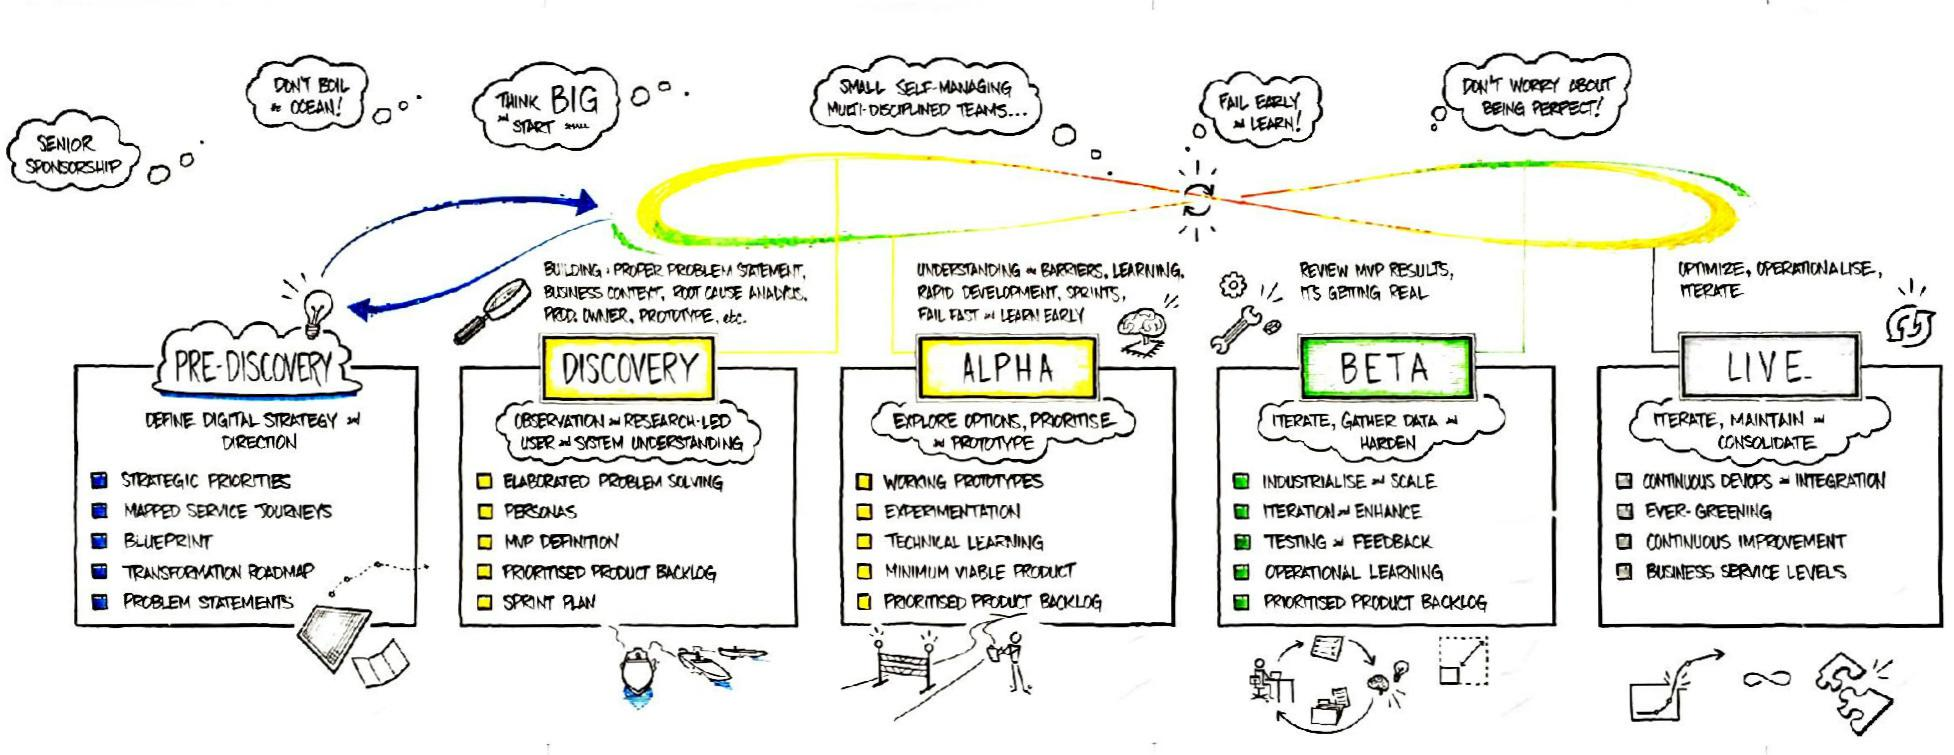 SENIOR
SPONSORSHIP
DON'T BOIL
the OCEAN!
THINK BIG
and START small
SMALL SELF-MANAGING
MULTI-DISCIPLINED TEAMS...
FAIL EARLY
and LEARN!
DON'T WORRY ABOUT
BEING PERFECT!
PRE-DISCOVERY
DEFINE DIGITAL STRATEGY and
DIRECTION
STRATEGIC PRIORITIES
MAPPED SERVICE JOURNEYS
BLUEPRINT
TRANSFORMATION ROADMAP
PROBLEM STATEMENTS
BUILDING a PROPER PROBLEM STATEMENT,
BUSINESS CONTEXT, ROOT CAUSE ANALYSIS,
PROD. OWNER, PROTOTYPE, etc.
DISCOVERY
OBSERVATION and RESEARCH-LED
USER and SYSTEM UNDERSTANDING
ELABORATED PROBLEM SOLVING
PERSONAS
MVP DEFINITION
PRIORITISED PRODUCT BACKLOG
SPRINT PLAN
UNDERSTANDING the BARRIERS, LEARNING,
RAPID DEVELOPMENT, SPRINTS,
FAIL FAST and LEARN EARLY
ALPHA
EXPLORE OPTIONS, PRIORITISE
and PROTOTYPE
WORKING PROTOTYPES
EXPERIMENTATION
TECHNICAL LEARNING
MINIMUM VIABLE PRODUCT
PRIORITISED PRODUCT BACKLOG
REVIEW MVP RESULTS,
IT'S GETTING REAL
BETA
ITERATE, GATHER DATA and
HARDEN
INDUSTRIALISE and SCALE
ITERATION and ENHANCE
TESTING and FEEDBACK
OPERATIONAL LEARNING
PRIORITISED PRODUCT BACKLOG
OPTIMIZE, OPERATIONALISE,
ITERATE
LIVE
ITERATE, MAINTAIN and
CONSOLIDATE
CONTINUOUS DEVOPS and INTEGRATION
EVER-GREENING
CONTINUOUS IMPROVEMENT
BUSINESS SERVICE LEVELS